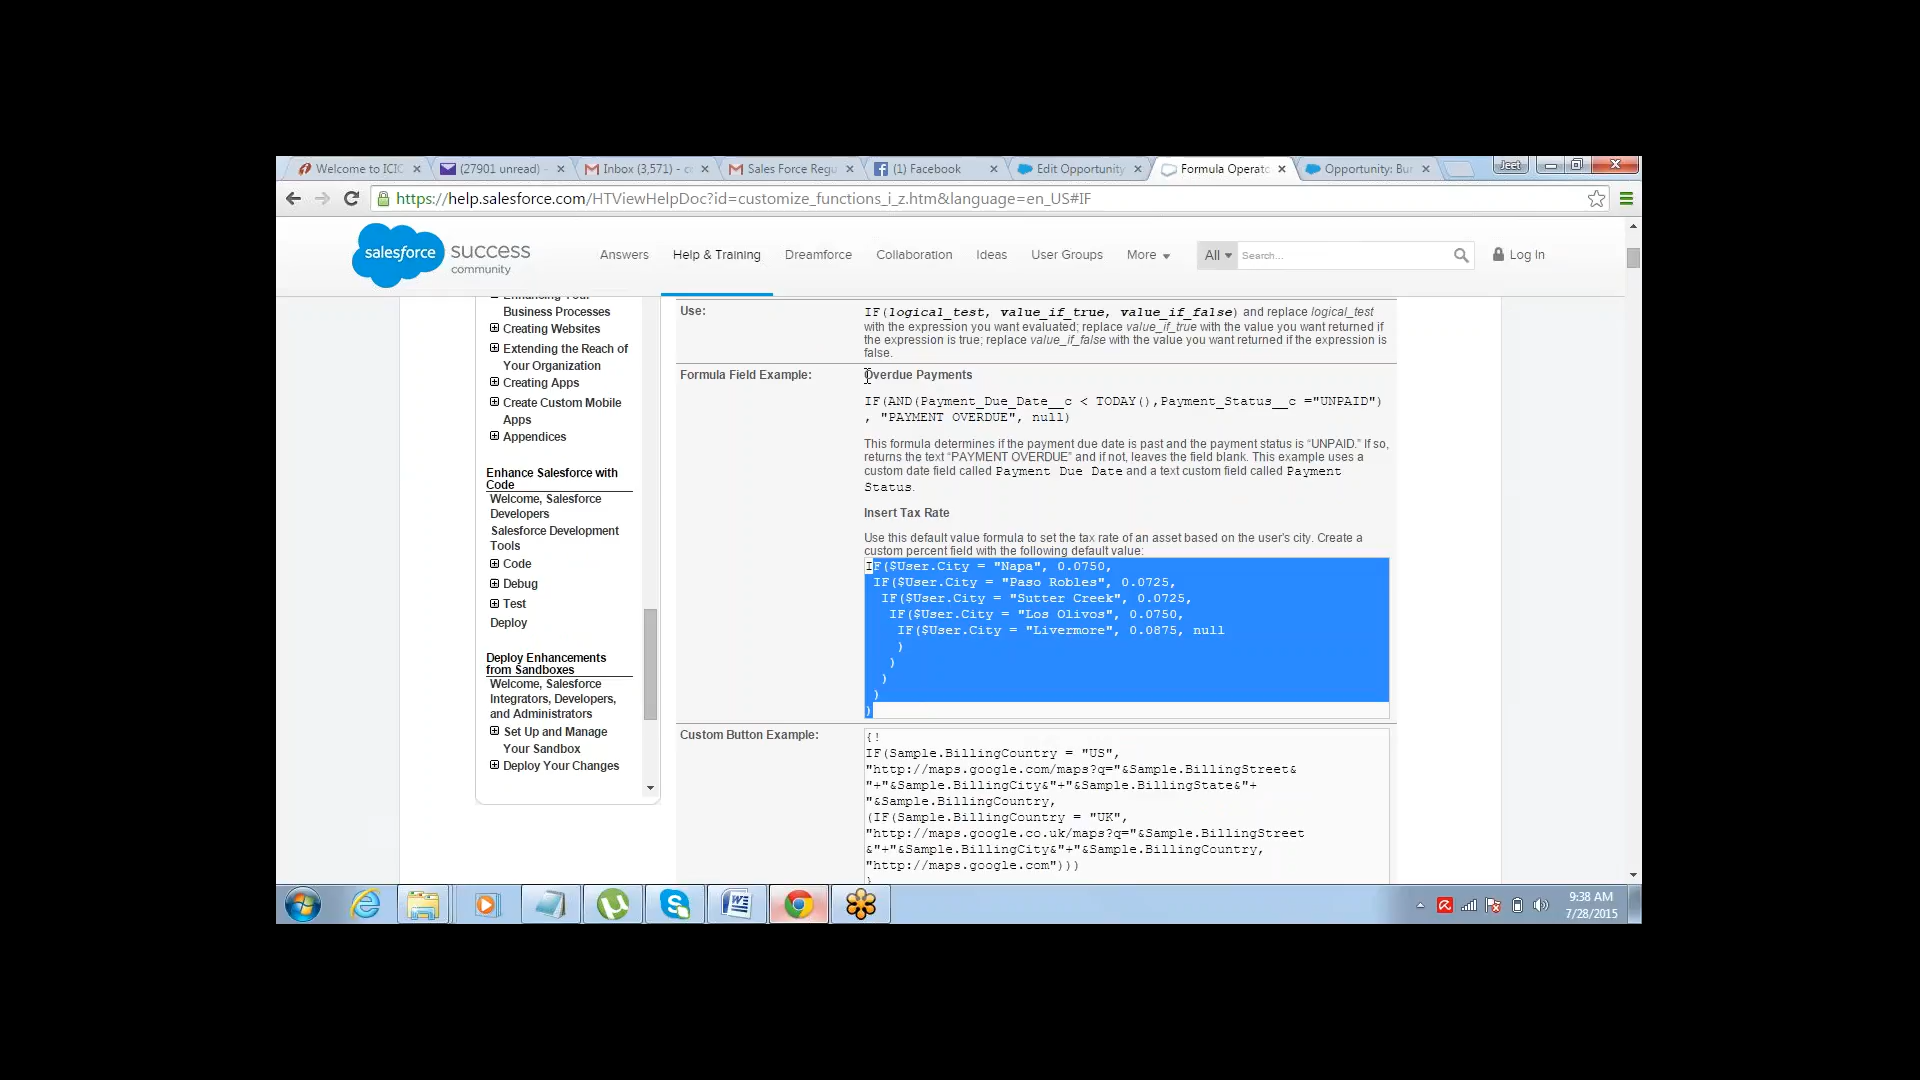 Welcome to ICIC
(27901 unread) -
Inbox (3,571) - c
Sales Force Regu
(1) Facebook
Edit Opportunity
Formula Operato
Opportunity: Bur
Jeet
https://help.salesforce.com/HTViewHelpDoc?id=customize_functions_i_z.htm&language=en_US#IF
salesforce
success
community
Answers
Help & Training
Dreamforce
Collaboration
Ideas
User Groups
More
All
Search...
Log In
Enhancing Your
Business Processes
Creating Websites
Extending the Reach of
Your Organization
Creating Apps
Create Custom Mobile
Apps
Appendices
Enhance Salesforce with
Code
Welcome, Salesforce
Developers
Salesforce Development
Tools
Code
Debug
Test
Deploy
Deploy Enhancements
from Sandboxes
Welcome, Salesforce
Integrators, Developers,
and Administrators
Set Up and Manage
Your Sandbox
Deploy Your Changes
Use:
IF(logical_test, value_if_true, value_if_false) and replace logical_test
with the expression you want evaluated; replace value_if_true with the value you want returned if
the expression is true; replace value_if_false with the value you want returned if the expression is
false.
Formula Field Example:
Overdue Payments
IF(AND(Payment_Due_Date__c < TODAY(),Payment_Status__c ="UNPAID")
, "PAYMENT OVERDUE", null)
This formula determines if the payment due date is past and the payment status is “UNPAID.” If so,
returns the text “PAYMENT OVERDUE” and if not, leaves the field blank. This example uses a
custom date field called Payment Due Date and a text custom field called Payment
Status.
Insert Tax Rate
Use this default value formula to set the tax rate of an asset based on the user's city. Create a
custom percent field with the following default value:
IF($User.City = "Napa", 0.0750,
IF($User.City = "Paso Robles", 0.0725,
IF($User.City = "Sutter Creek", 0.0725,
IF($User.City = "Los Olivos", 0.0750,
IF($User.City = "Livermore", 0.0875, null
)
)
)
)
)
Custom Button Example:
{!
IF(Sample.BillingCountry = "US",
"http://maps.google.com/maps?q="&Sample.BillingStreet&
"+"&Sample.BillingCity&"+"&Sample.BillingState&"+
"&Sample.BillingCountry,
(IF(Sample.BillingCountry = "UK",
"http://maps.google.co.uk/maps?q="&Sample.BillingStreet
&"+"&Sample.BillingCity&"+"&Sample.BillingCountry,
"http://maps.google.com")))
}
9:38 AM
7/28/2015